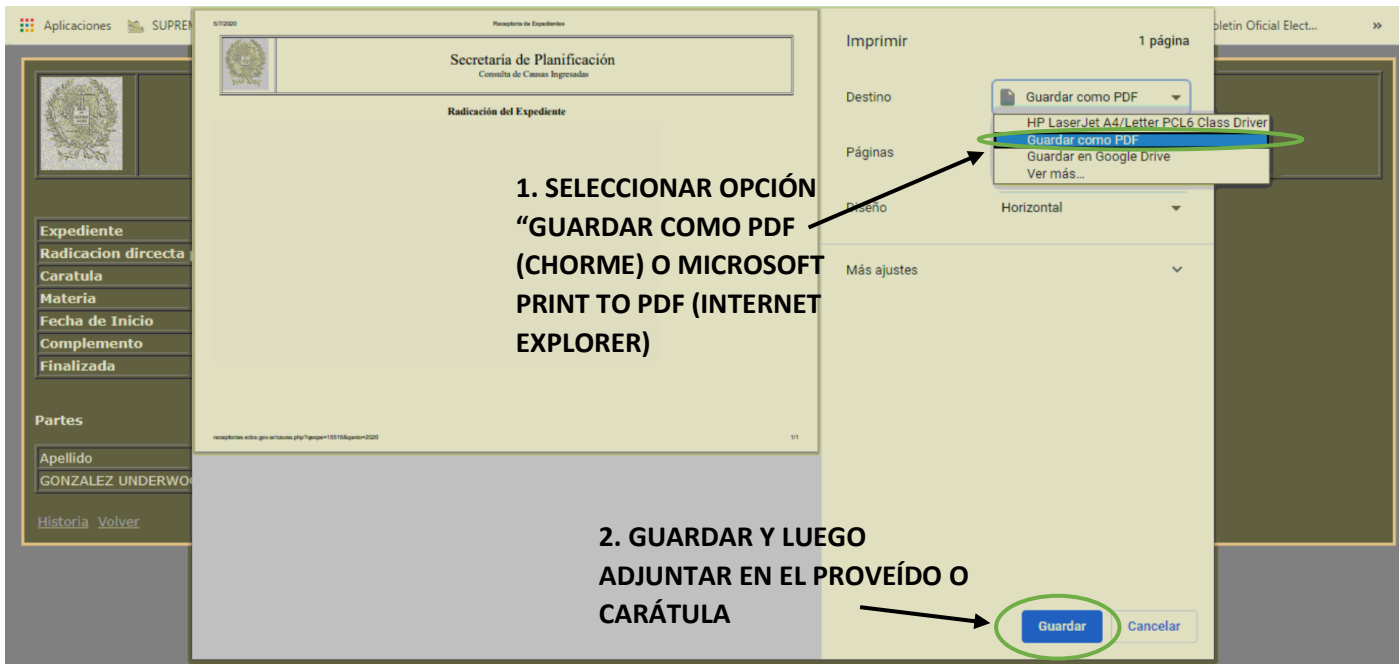 Aplicaciones
SUPREM
oletin Oficial Elect...
»
5/7/2020
Receptoria de Expedientes
Secretaría de Planificación
Consulta de Causas Ingresadas
Radicación del Expediente
1/1
Expediente
Radicacion dircecta p
Caratula
Materia
Fecha de Inicio
Complemento
Finalizada
Partes
Apellido
GONZALEZ UNDERWO
Historia Volver
Imprimir
1 página
Destino
Guardar como PDF
HP LaserJet A4/Letter PCL6 Class Driver
Guardar como PDF
Guardar en Google Drive
Ver más...
Páginas
Diseño
Horizontal
Más ajustes
1. SELECCIONAR OPCIÓN
“GUARDAR COMO PDF
(CHORME) O MICROSOFT
PRINT TO PDF (INTERNET
EXPLORER)
2. GUARDAR Y LUEGO
ADJUNTAR EN EL PROVEÍDO O
CARÁTULA
Guardar
Cancelar